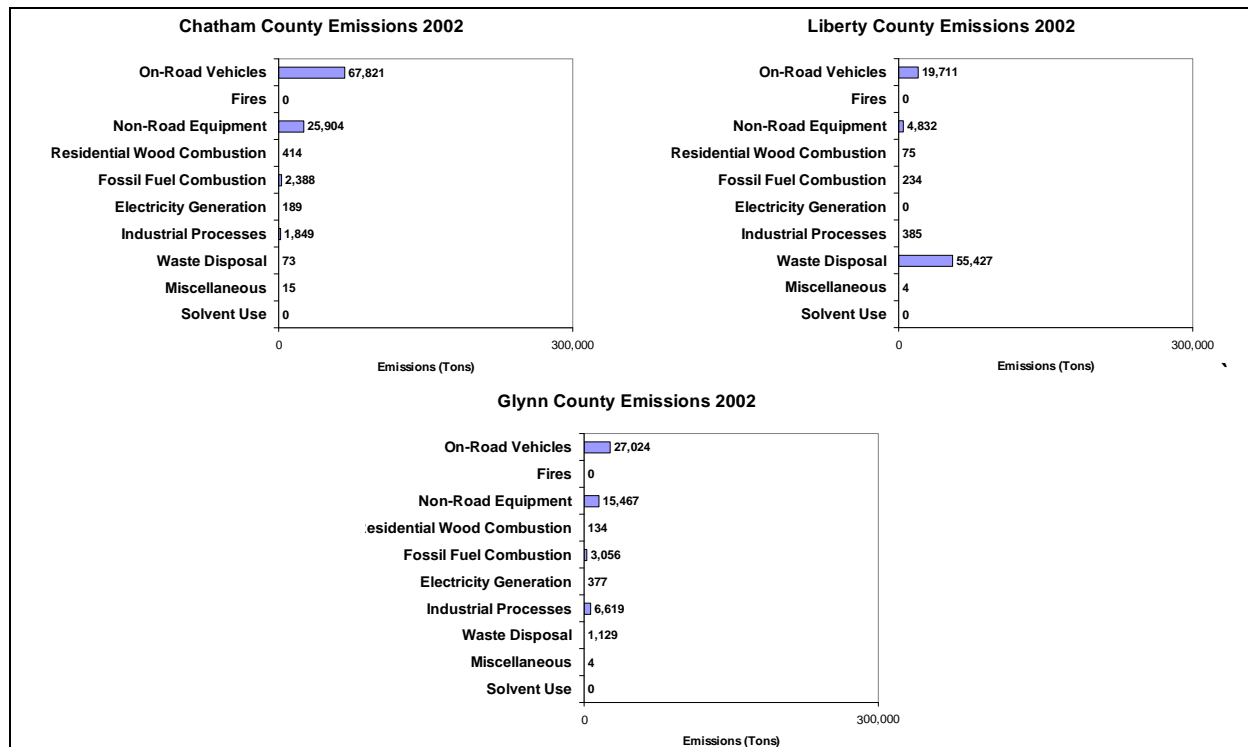 Chatham County Emissions 2002
On-Road Vehicles 67,821
Fires 0
Non-Road Equipment 25,904
Residential Wood Combustion 414
Fossil Fuel Combustion 2,388
Electricity Generation 189
Industrial Processes 1,849
Waste Disposal 73
Miscellaneous 15
Solvent Use 0
0 300,000
Emissions (Tons)
Liberty County Emissions 2002
On-Road Vehicles 19,711
Fires 0
Non-Road Equipment 4,832
Residential Wood Combustion 75
Fossil Fuel Combustion 234
Electricity Generation 0
Industrial Processes 385
Waste Disposal 55,427
Miscellaneous 4
Solvent Use 0
0 300,000
Emissions (Tons)
`
Glynn County Emissions 2002
On-Road Vehicles 27,024
Fires 0
Non-Road Equipment 15,467
esidential Wood Combustion 134
Fossil Fuel Combustion 3,056
Electricity Generation 377
Industrial Processes 6,619
Waste Disposal 1,129
Miscellaneous 4
Solvent Use 0
0 300,000
Emissions (Tons)